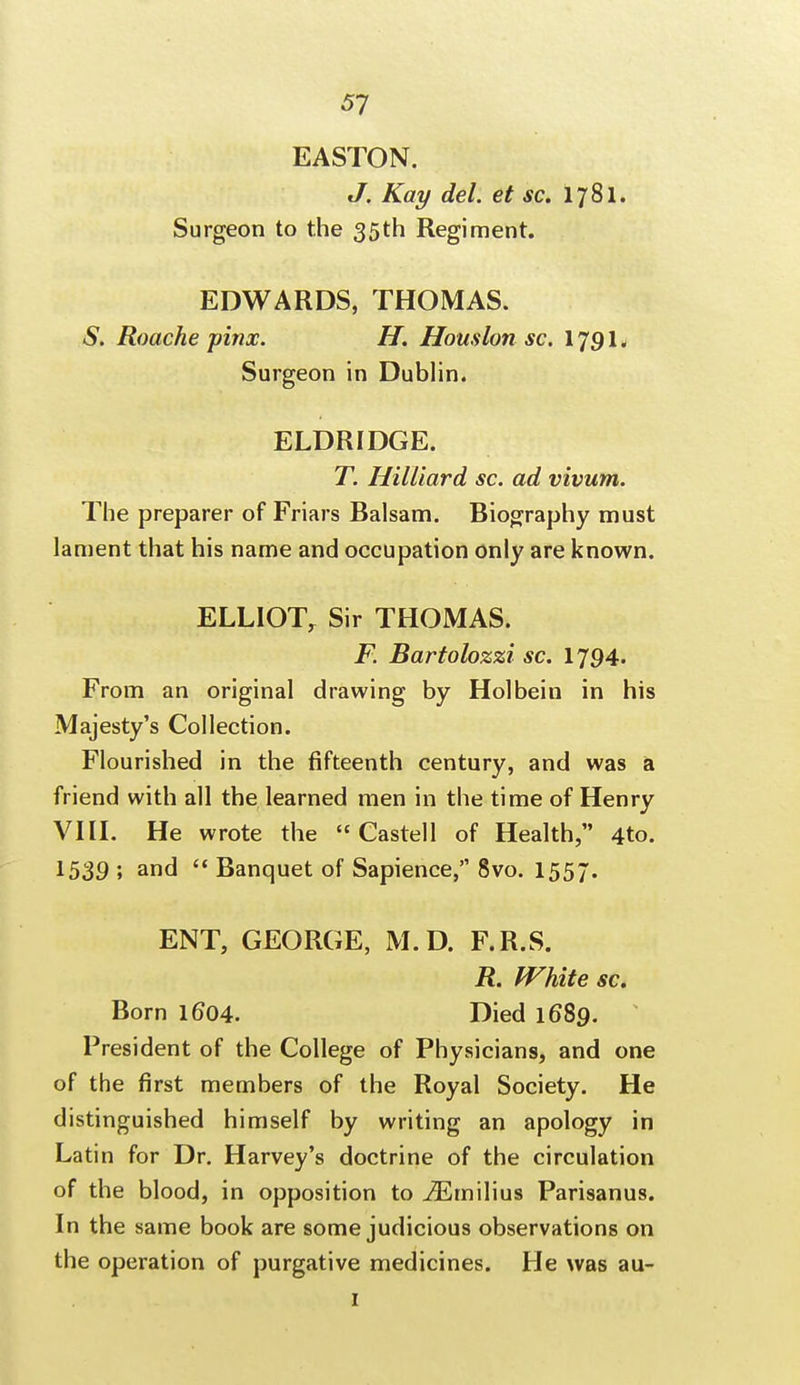 57
EASTON.
J. Kay del. et sc. 1781.
Surgeon to the 35th Regiment.
EDWARDS, THOMAS.
S. Roache pinx. H. Houslon sc. 1791.
Surgeon in Dublin.
ELDRIDGE.
T. Hilliard sc. ad vivum.
The preparer of Friars Balsam. Biography must
lament that his name and occupation only are known.
ELLIOT, Sir THOMAS.
F. Bartolozzi sc. 1794.
From an original drawing by Holbein in his
Majesty's Collection.
Flourished in the fifteenth century, and was a
friend with all the learned men in the time of Henry
VIII. He wrote the “Castell of Health,” 4to.
1539; and “Banquet of Sapience,” 8vo. 1557.
ENT, GEORGE, M. D. F.R.S.
R. White sc.
Born 1604. Died 1689.
President of the College of Physicians, and one
of the first members of the Royal Society. He
distinguished himself by writing an apology in
Latin for Dr. Harvey's doctrine of the circulation
of the blood, in opposition to Æmilius Parisanus.
In the same book are some judicious observations on
the operation of purgative medicines. He was au-
I